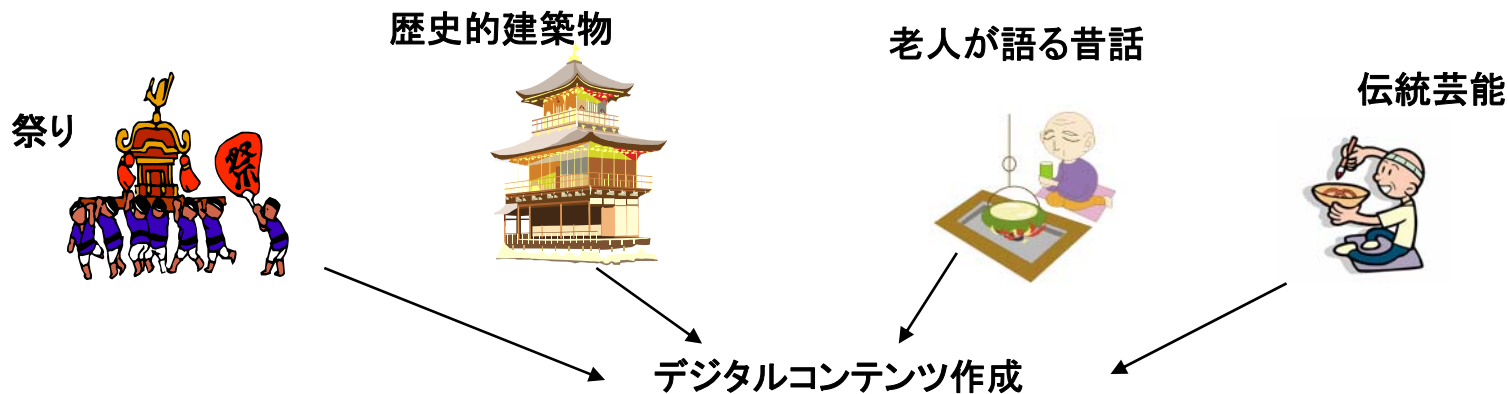 歴史的建築物
老人が語る昔話
伝統芸能
祭り
祭
デジタルコンテンツ作成